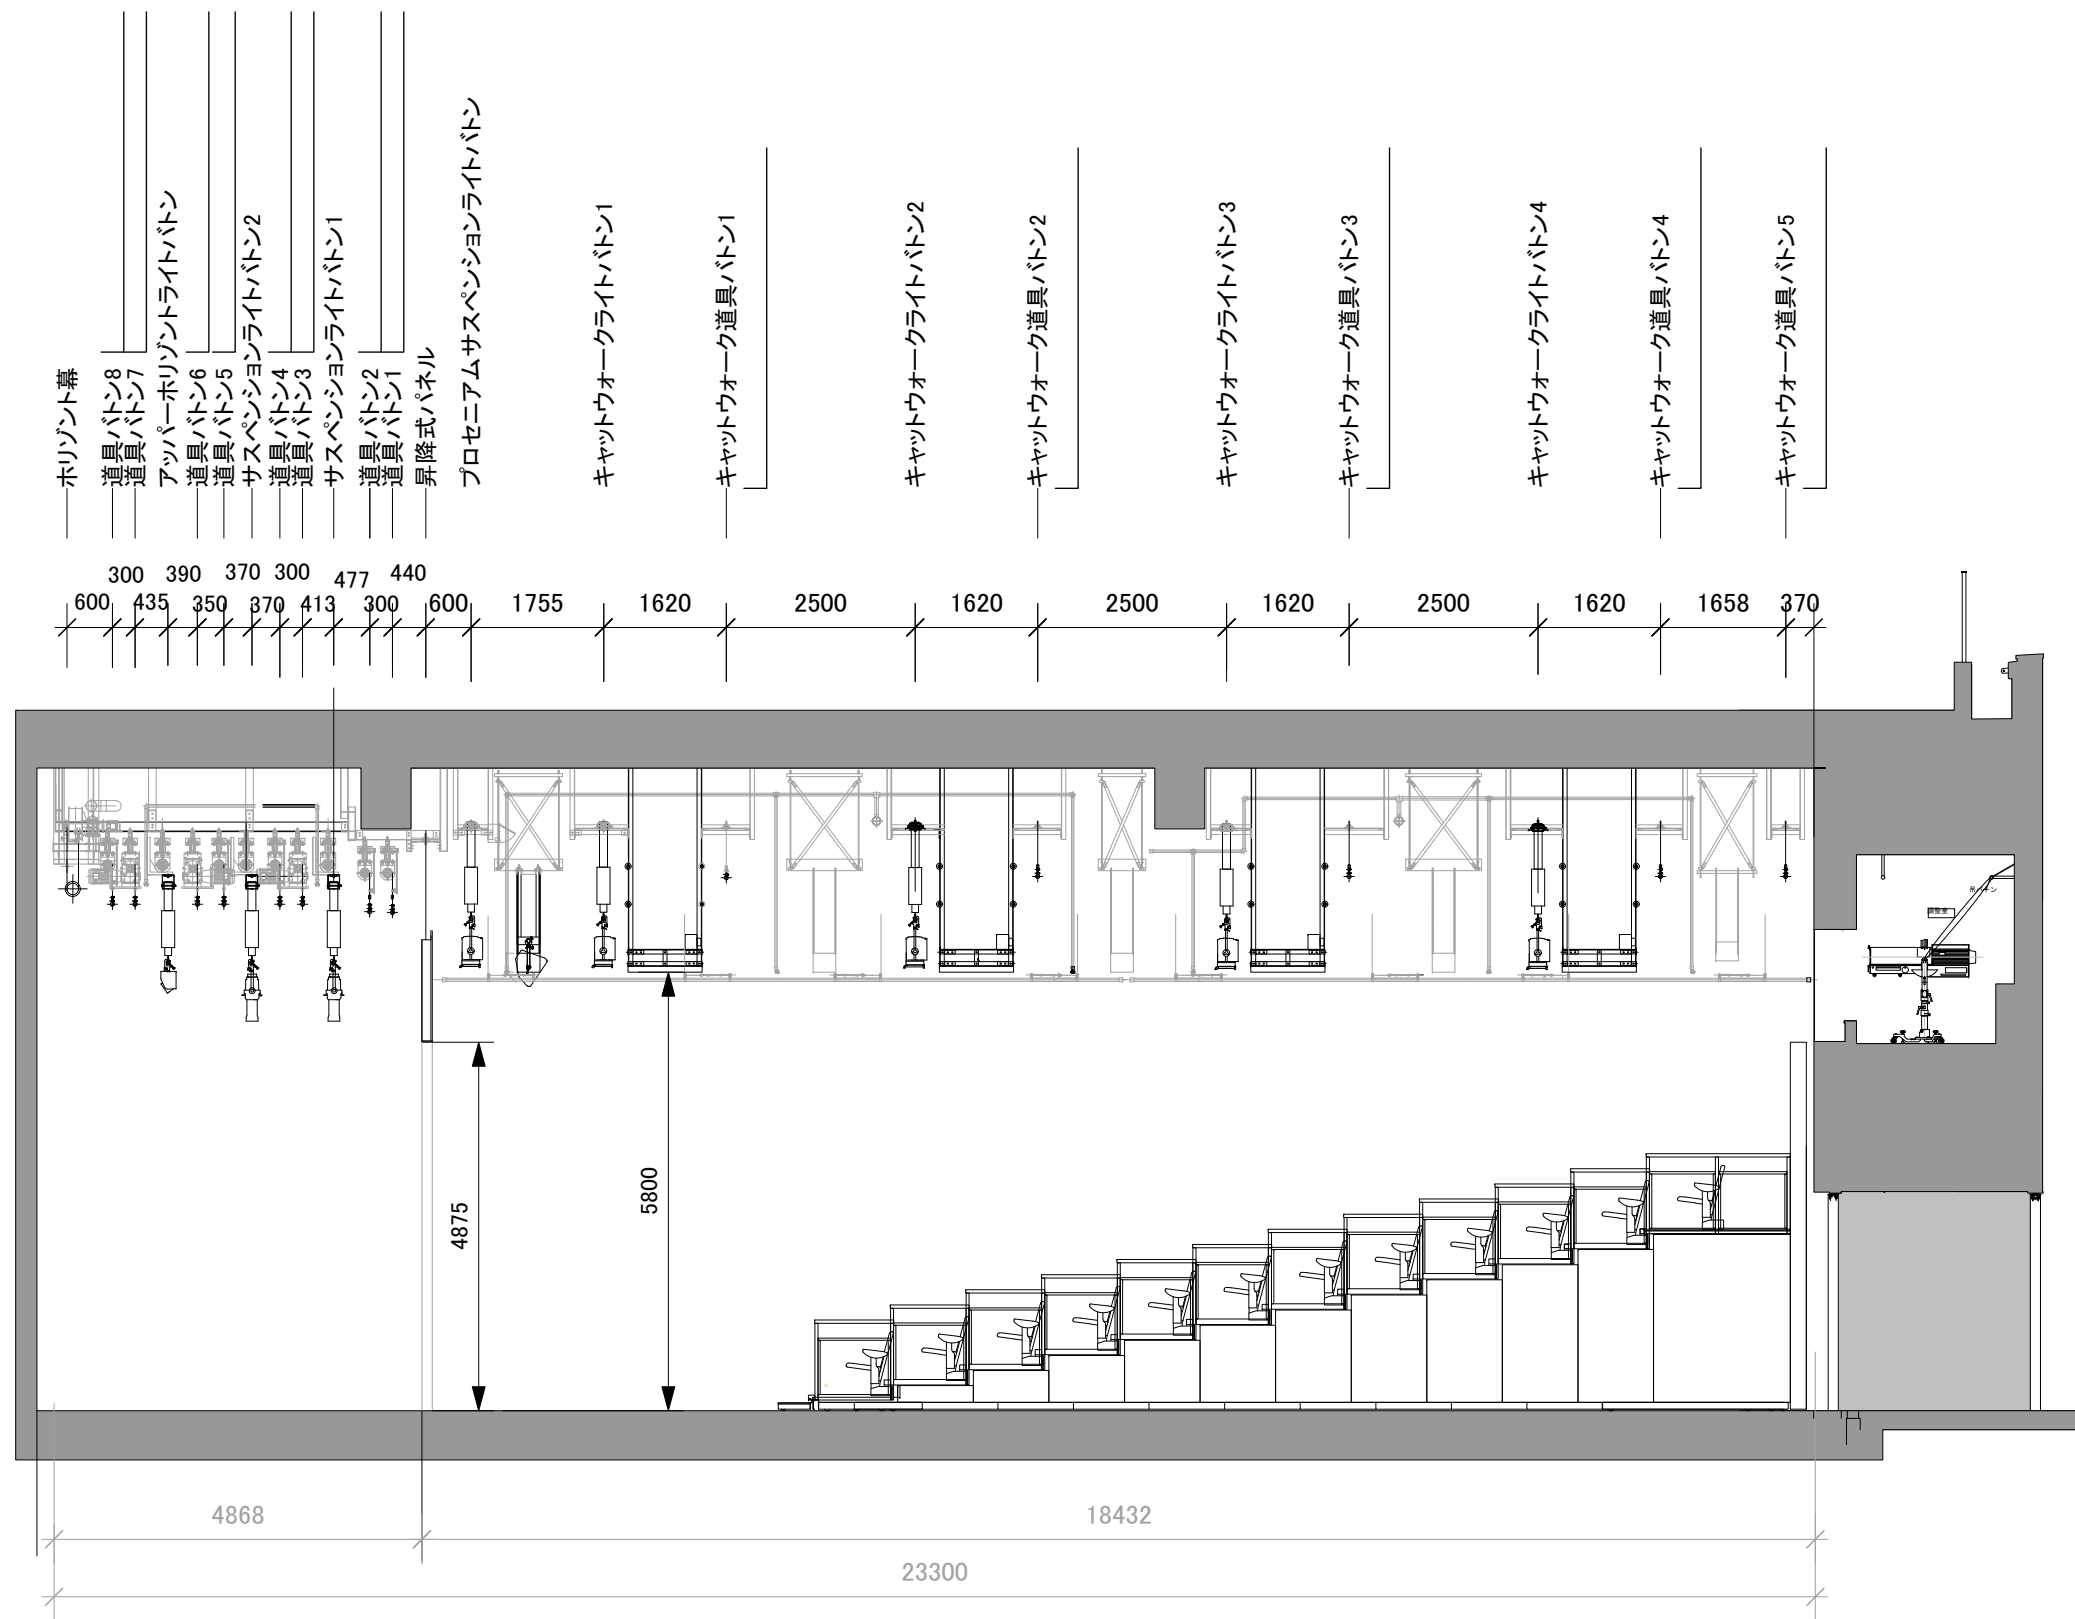 ホリゾント幕
道具バトン8
道具バトン7
アッパーホリゾントライトバトン
道具バトン6
道具バトン5
サスペンションライトバトン2
道具バトン4
道具バトン3
サスペンションライトバトン1
道具バトン2
道具バトン1
昇降式パネル
プロセニアムサスペンションライトバトン
キャットウォークライトバトン1
キャットウォーク道具バトン1
キャットウォークライトバトン2
キャットウォーク道具バトン2
キャットウォークライトバトン3
キャットウォーク道具バトン3
キャットウォークライトバトン4
キャットウォーク道具バトン4
キャットウォーク道具バトン5
600
300
435
390
350
370
370
300
413
477
300
440
600
1755
1620
2500
1620
2500
1620
2500
1620
1658
370
吊バトン
調整室
4875
5800
4868
18432
23300